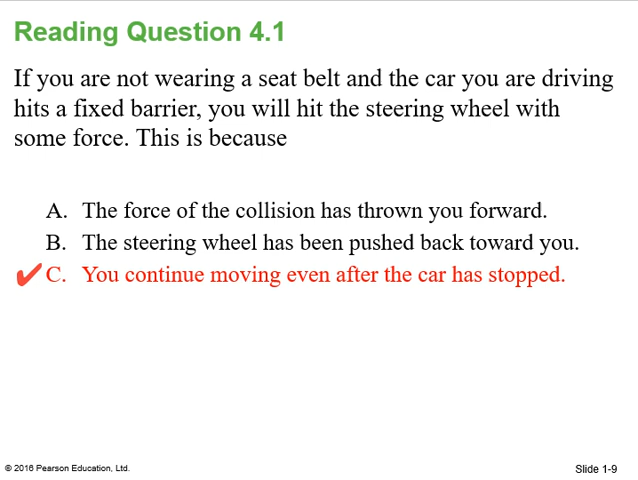 Reading Question 4.1
If you are not wearing a seat belt and the car you are driving
hits a fixed barrier, you will hit the steering wheel with
some force. This is because
A. The force of the collision has thrown you forward.
B. The steering wheel has been pushed back toward you.
✔C. You continue moving even after the car has stopped.
© 2016 Pearson Education, Ltd.
Slide 1-9